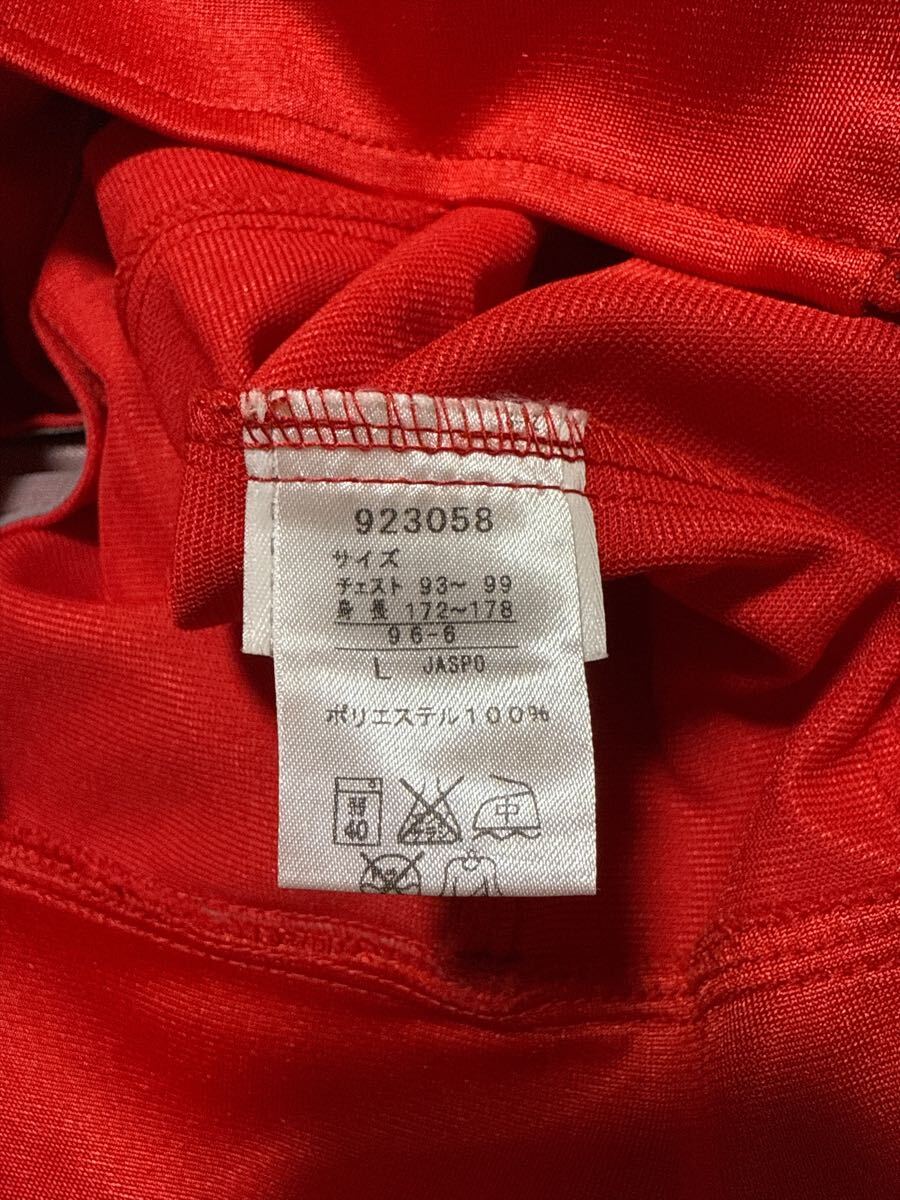 923058
サイズ
チェスト 93～ 99
身 長 172～178
96-6
L JASPO
ポリエステル100%
弱
40
中